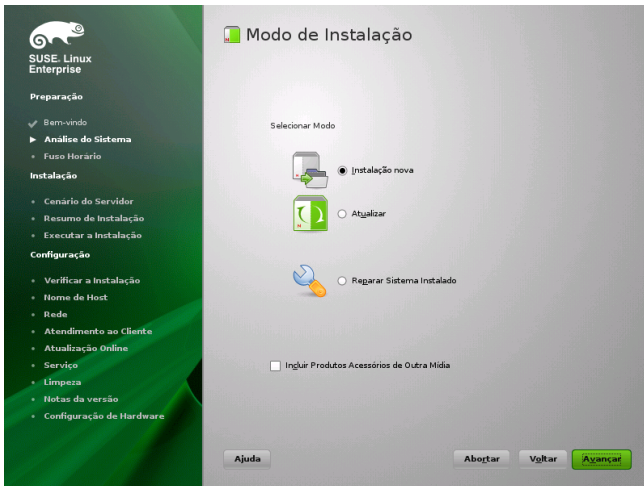 SUSE. Linux
Enterprise
Preparação
Bem-vindo
Análise do Sistema
Fuso Horário
Instalação
Cenário do Servidor
Resumo de Instalação
Executar a Instalação
Configuração
Verificar a Instalação
Nome de Host
Rede
Atendimento ao Cliente
Atualização Online
Serviço
Limpeza
Notas da versão
Configuração de Hardware
Modo de Instalação
Selecionar Modo
Instalação nova
Atualizar
Reparar Sistema Instalado
Incluir Produtos Acessórios de Outra Mídia
Ajuda
Abortar
Voltar
Avançar